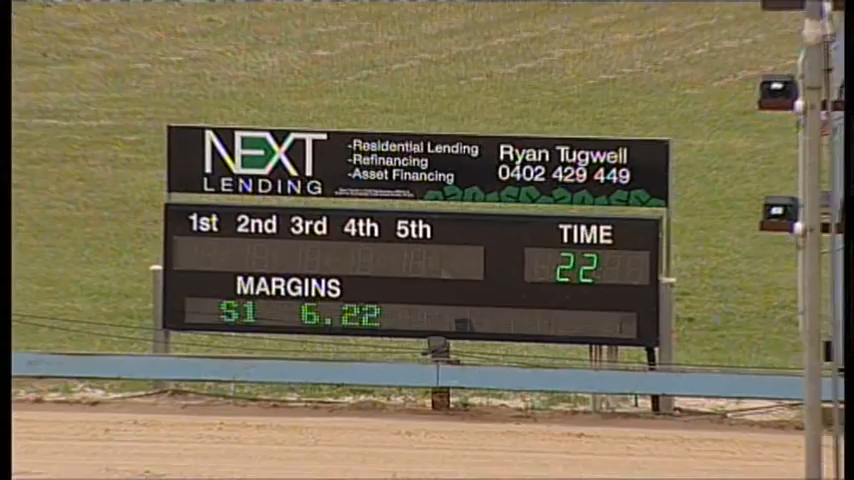 NEXT
LENDING
-Residential Lending
-Refinancing
-Asset Financing
Ryan Tugwell
0402 429 449
1st 2nd 3rd 4th 5th
TIME
22
MARGINS
S1 6.22